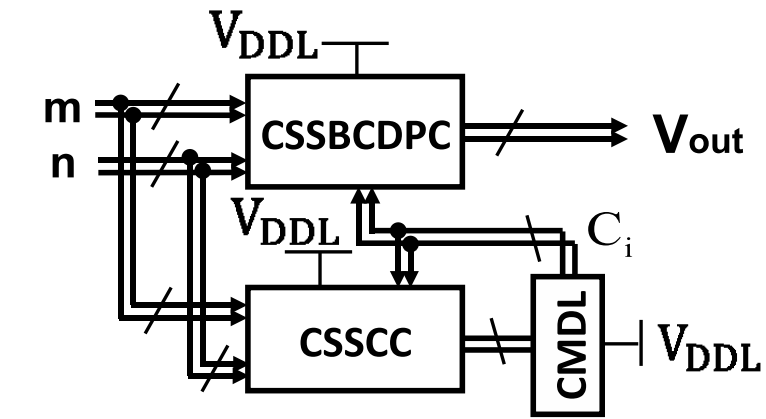 VDDL
m
CSSBCDPC
Vout
n
VDDL
Ci
CSSCC
CMDL
VDDL